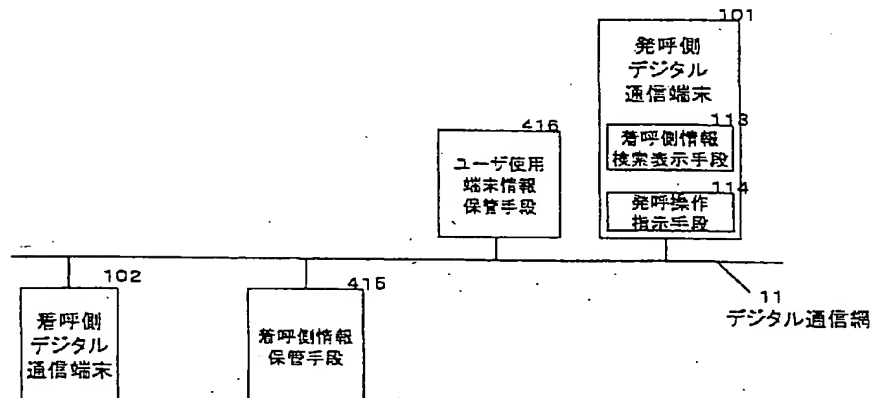 101
発呼側
デジタル
通信端末
113
着呼側情報
検索表示手段
114
発呼操作
指示手段
416
ユーザ使用
端末情報
保管手段
102
着呼側
デジタル
通信端末
415
着呼側情報
保管手段
11
デジタル通信網